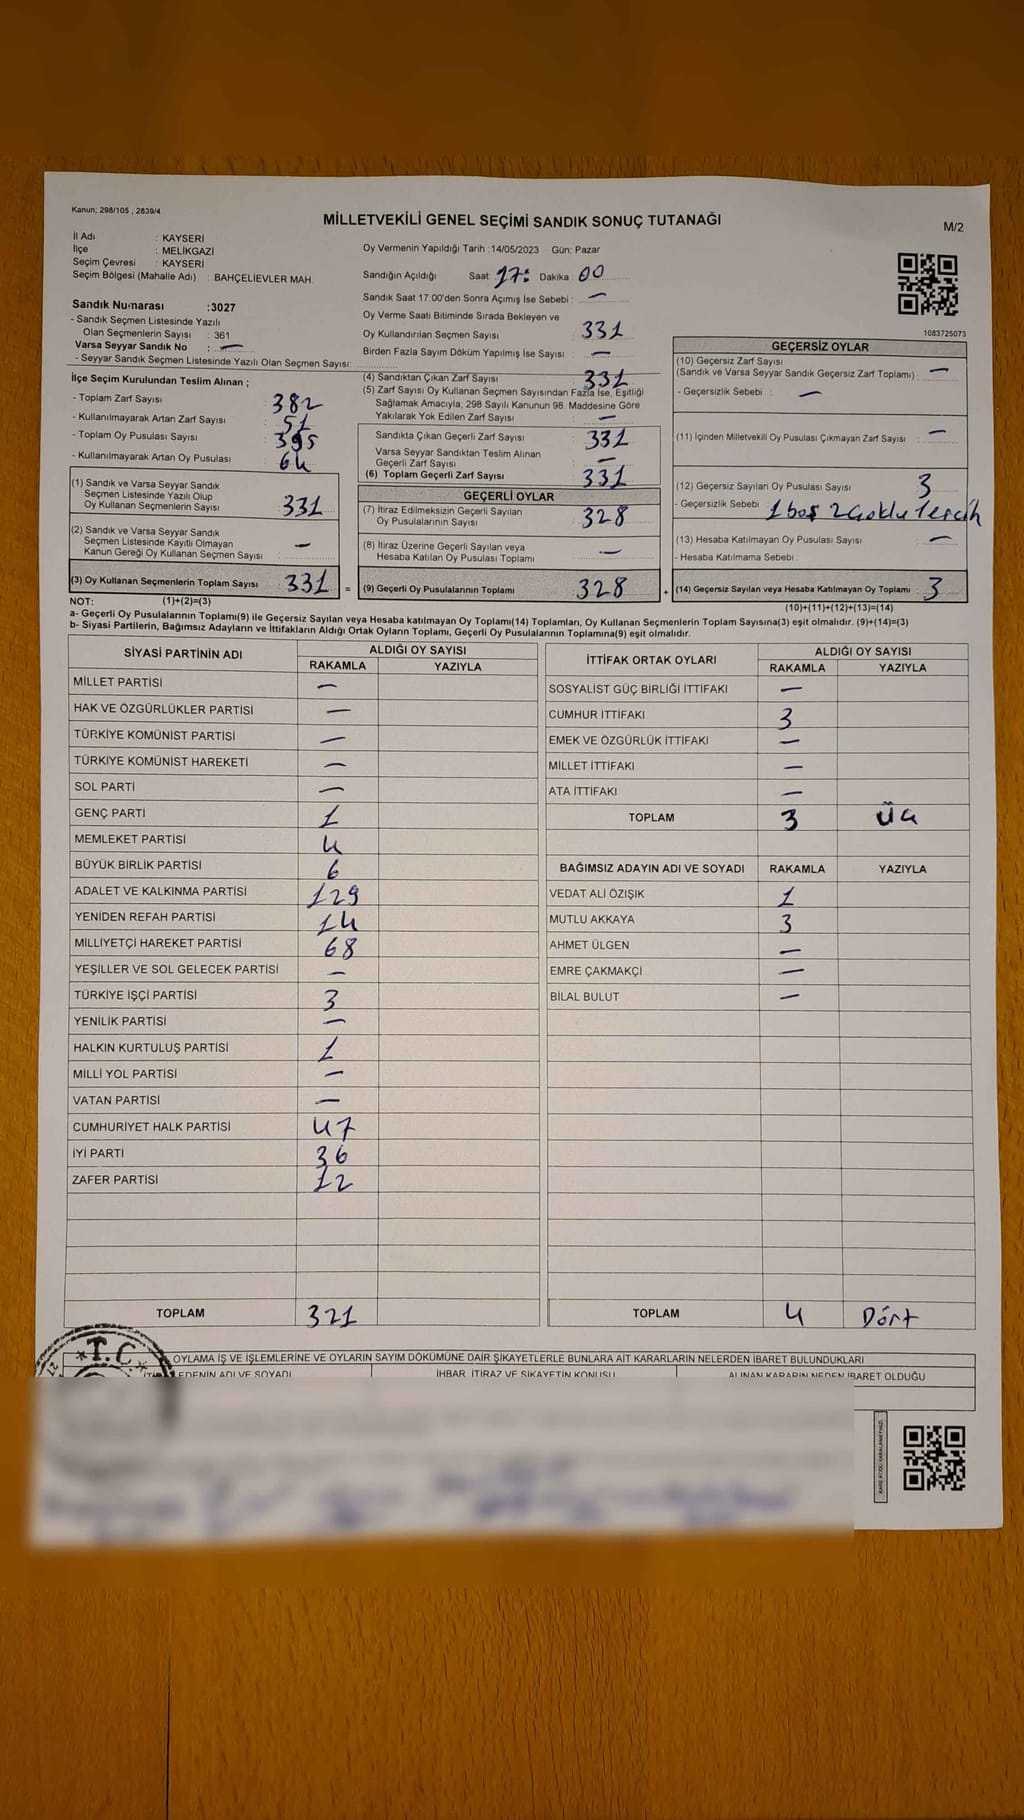 Kanun; 298/105 , 2839/4
MİLLETVEKİLİ GENEL SEÇİMİ SANDIK SONUÇ TUTANAĞI
M/2
İl Adı : KAYSERİ
İlçe : MELİKGAZİ
Seçim Çevresi : KAYSERİ
Seçim Bölgesi (Mahalle Adı) : BAHÇELİEVLER MAH.
Oy Vermenin Yapıldığı Tarih :14/05/2023 Gün: Pazar
Sandığın Açıldığı Saat: 17: Dakika : 00
Sandık Saat 17:00'den Sonra Açımış İse Sebebi : —
Oy Verme Saati Bitiminde Sırada Bekleyen ve
Oy Kullandırılan Seçmen Sayısı 331
Birden Fazla Sayım Döküm Yapılmış İse Sayısı : —
Sandık Numarası :3027
- Sandık Seçmen Listesinde Yazılı
Olan Seçmenlerin Sayısı : 361
Varsa Seyyar Sandık No : —
- Seyyar Sandık Seçmen Listesinde Yazılı Olan Seçmen Sayısı:
1083725073
İlçe Seçim Kurulundan Teslim Alınan ;
- Toplam Zarf Sayısı : 382
- Kullanılmayarak Artan Zarf Sayısı : 51
- Toplam Oy Pusulası Sayısı : 395
- Kullanılmayarak Artan Oy Pusulası : 64
(1) Sandık ve Varsa Seyyar Sandık
Seçmen Listesinde Yazılı Olup
Oy Kullanan Seçmenlerin Sayısı : 331
(2) Sandık ve Varsa Seyyar Sandık
Seçmen Listesinde Kayıtlı Olmayan
Kanun Gereği Oy Kullanan Seçmen Sayısı : —
(3) Oy Kullanan Seçmenlerin Toplam Sayısı : 331 =
(4) Sandıktan Çıkan Zarf Sayısı : 331
(5) Zarf Sayısı Oy Kullanan Seçmen Sayısından Fazla İse, Eşitliği
Sağlamak Amacıyla; 298 Sayılı Kanunun 98. Maddesine Göre
Yakılarak Yok Edilen Zarf Sayısı : —
Sandıkta Çıkan Geçerli Zarf Sayısı : 331
Varsa Seyyar Sandıktan Teslim Alınan
Geçerli Zarf Sayısı : —
(6) Toplam Geçerli Zarf Sayısı : 331
GEÇERLİ OYLAR
(7) İtiraz Edilmeksizin Geçerli Sayılan
Oy Pusulalarının Sayısı : 328
(8) İtiraz Üzerine Geçerli Sayılan veya
Hesaba Katılan Oy Pusulası Toplamı : —
(9) Geçerli Oy Pusulalarının Toplamı : 328 +
GEÇERSİZ OYLAR
(10) Geçersiz Zarf Sayısı
(Sandık ve Varsa Seyyar Sandık Geçersiz Zarf Toplamı) : —
- Geçersizlik Sebebi : —
(11) İçinden Milletvekili Oy Pusulası Çıkmayan Zarf Sayısı : —
(12) Geçersiz Sayılan Oy Pusulası Sayısı : 3
- Geçersizlik Sebebi : 1 boş 2 Çoklu Tercih
(13) Hesaba Katılmayan Oy Pusulası Sayısı : —
- Hesaba Katılmama Sebebi :
(14) Geçersiz Sayılan veya Hesaba Katılmayan Oy Toplamı : 3
NOT: (1)+(2)=(3)
(10)+(11)+(12)+(13)=(14)
a- Geçerli Oy Pusulalarının Toplamı(9) ile Geçersiz Sayılan veya Hesaba katılmayan Oy Toplamı(14) Toplamları, Oy Kullanan Seçmenlerin Toplam Sayısına(3) eşit olmalıdır. (9)+(14)=(3)
b- Siyasi Partilerin, Bağımsız Adayların ve İttifakların Aldığı Ortak Oyların Toplamı, Geçerli Oy Pusulalarının Toplamına(9) eşit olmalıdır.
SİYASİ PARTİNİN ADI ALDIĞI OY SAYISI
RAKAMLA YAZIYLA
MİLLET PARTİSİ —
HAK VE ÖZGÜRLÜKLER PARTİSİ —
TÜRKİYE KOMÜNİST PARTİSİ —
TÜRKİYE KOMÜNİST HAREKETİ —
SOL PARTİ —
GENÇ PARTİ 1
MEMLEKET PARTİSİ 4
BÜYÜK BİRLİK PARTİSİ 6
ADALET VE KALKINMA PARTİSİ 129
YENİDEN REFAH PARTİSİ 14
MİLLİYETÇİ HAREKET PARTİSİ 68
YEŞİLLER VE SOL GELECEK PARTİSİ —
TÜRKİYE İŞÇİ PARTİSİ 3
YENİLİK PARTİSİ —
HALKIN KURTULUŞ PARTİSİ 1
MİLLİ YOL PARTİSİ —
VATAN PARTİSİ —
CUMHURİYET HALK PARTİSİ 47
İYİ PARTİ 36
ZAFER PARTİSİ 12
TOPLAM 321
İTTİFAK ORTAK OYLARI ALDIĞI OY SAYISI
RAKAMLA YAZIYLA
SOSYALİST GÜÇ BİRLİĞİ İTTİFAKI —
CUMHUR İTTİFAKI 3
EMEK VE ÖZGÜRLÜK İTTİFAKI —
MİLLET İTTİFAKI —
ATA İTTİFAKI —
TOPLAM 3 Üç
BAĞIMSIZ ADAYIN ADI VE SOYADI RAKAMLA YAZIYLA
VEDAT ALİ ÖZIŞIK 1
MUTLU AKKAYA 3
AHMET ÜLGEN —
EMRE ÇAKMAKÇİ —
BİLAL BULUT —
TOPLAM 4 Dört
T.C.
OYLAMA İŞ VE İŞLEMLERİNE VE OYLARIN SAYIM DÖKÜMÜNE DAİR ŞİKAYETLERLE BUNLARA AİT KARARLARIN NELERDEN İBARET BULUNDUKLARI
EDENİN ADI VE SOYADI İHBAR, İTİRAZ VE ŞİKAYETİN KONUSU ALINAN KARARIN NEDEN İBARET OLDUĞU